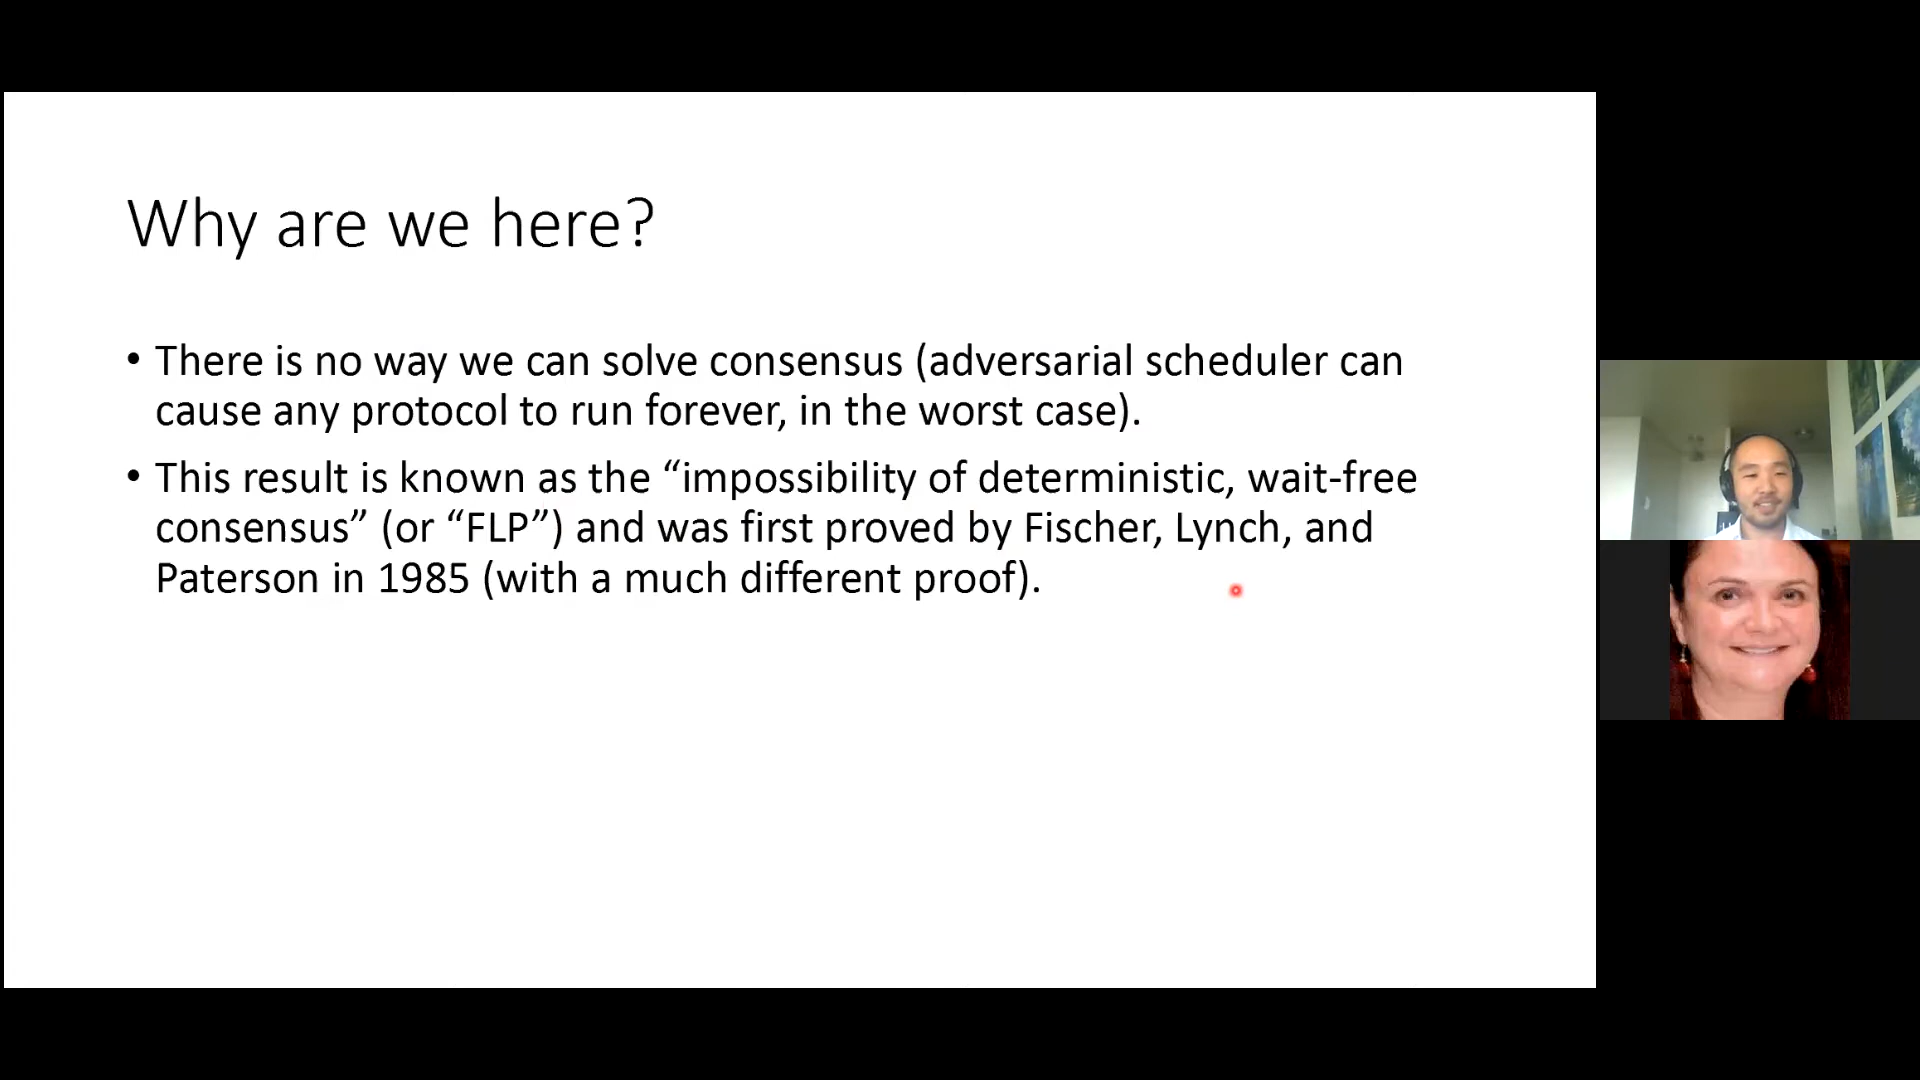 Why are we here?
• There is no way we can solve consensus (adversarial scheduler can
cause any protocol to run forever, in the worst case).
• This result is known as the “impossibility of deterministic, wait-free
consensus” (or “FLP”) and was first proved by Fischer, Lynch, and
Paterson in 1985 (with a much different proof).